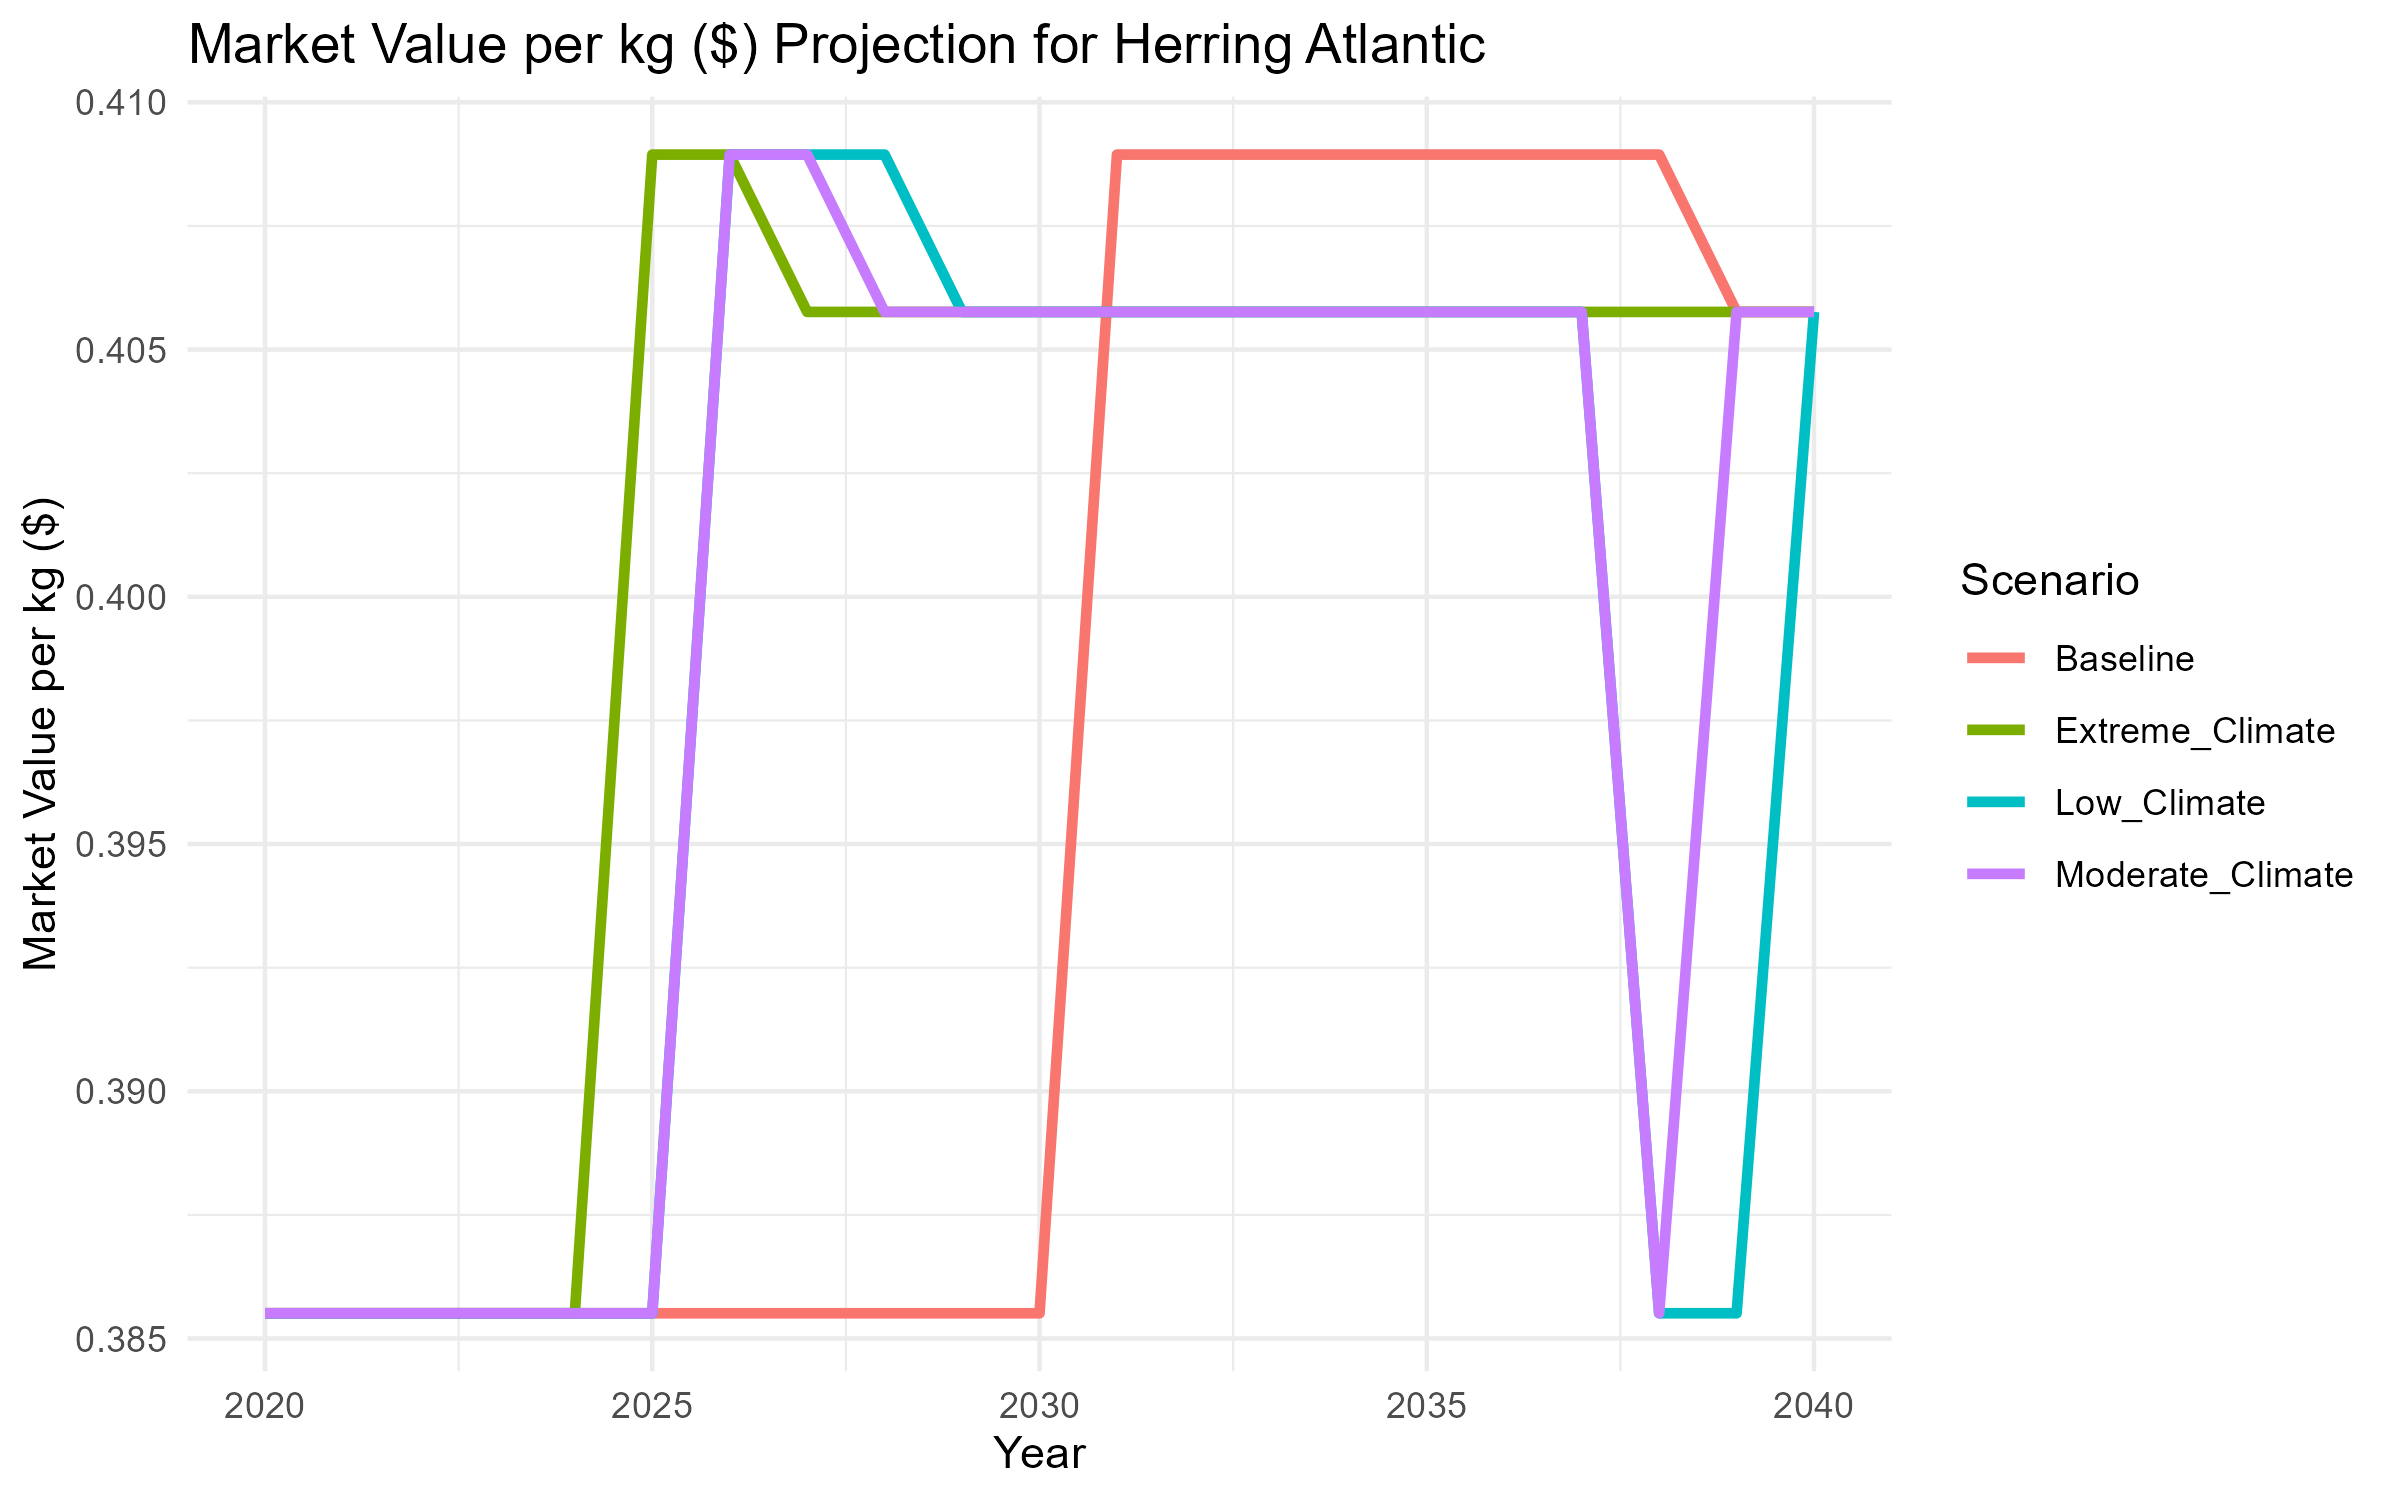 Market Value per kg ($) Projection for Herring Atlantic
Market Value per kg ($)
0.410
0.405
0.400
0.395
0.390
0.385
2020 2025 2030 2035 2040
Year
Scenario
Baseline
Extreme_Climate
Low_Climate
Moderate_Climate